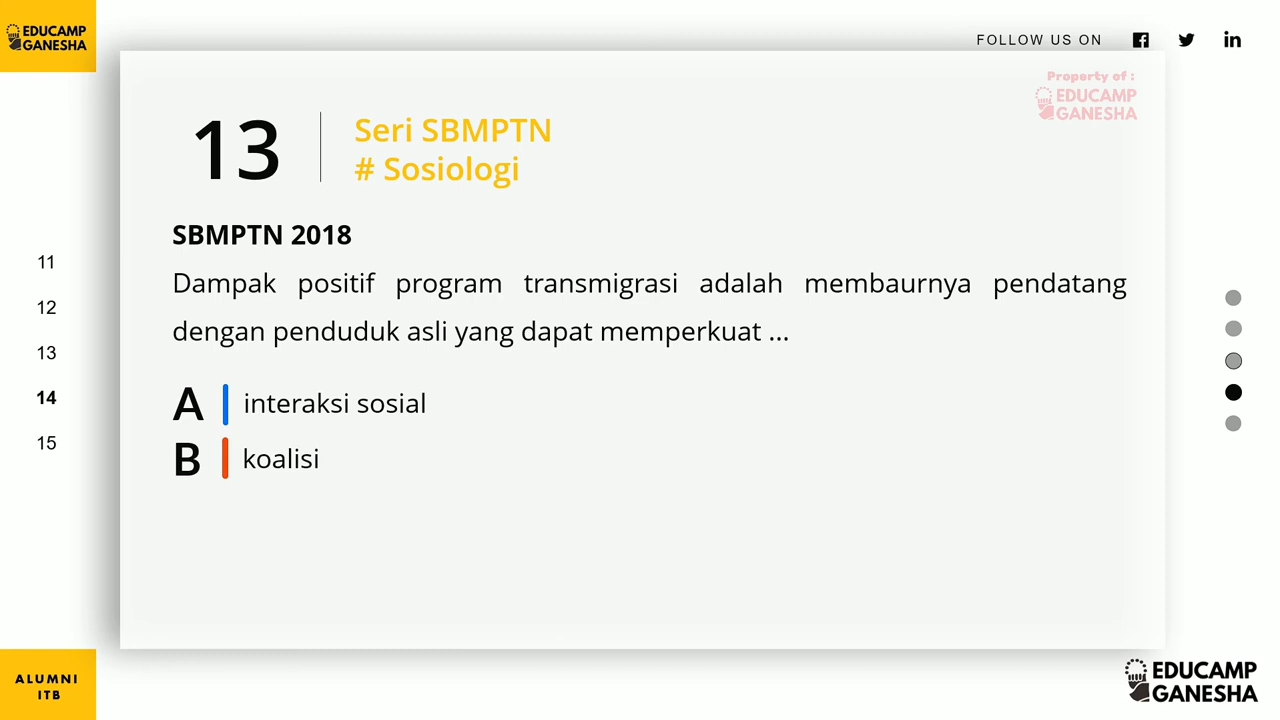 EDUCAMP
GANESHA
FOLLOW US ON
Property of :
EDUCAMP
GANESHA
13
Seri SBMPTN
# Sosiologi
SBMPTN 2018
Dampak positif program transmigrasi adalah membaurnya pendatang
dengan penduduk asli yang dapat memperkuat ...
A interaksi sosial
B koalisi
11
12
13
14
15
ALUMNI
ITB
EDUCAMP
GANESHA